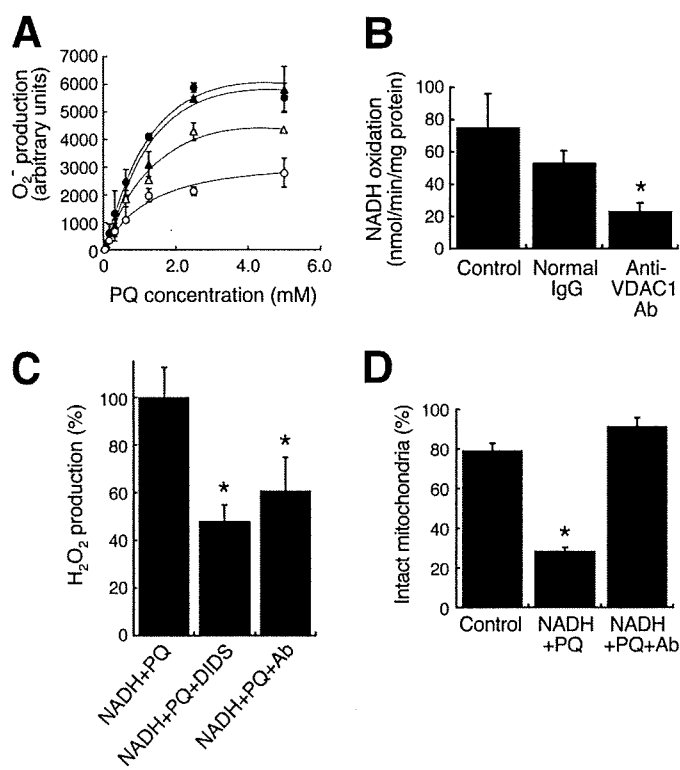 A
O₂⁻ production
(arbitrary units)
7000
6000
5000
4000
3000
2000
1000
0
0
2.0
4.0
6.0
PQ concentration (mM)
B
NADH oxidation
(nmol/min/mg protein)
100
80
60
40
20
0
*
Control
Normal
IgG
Anti-
VDAC1
Ab
C
H₂O₂ production (%)
100
80
60
40
20
0
*
*
NADH+PQ
NADH+PQ+DIDS
NADH+PQ+Ab
D
Intact mitochondria (%)
100
80
60
40
20
0
*
Control
NADH
+PQ
NADH
+PQ+Ab